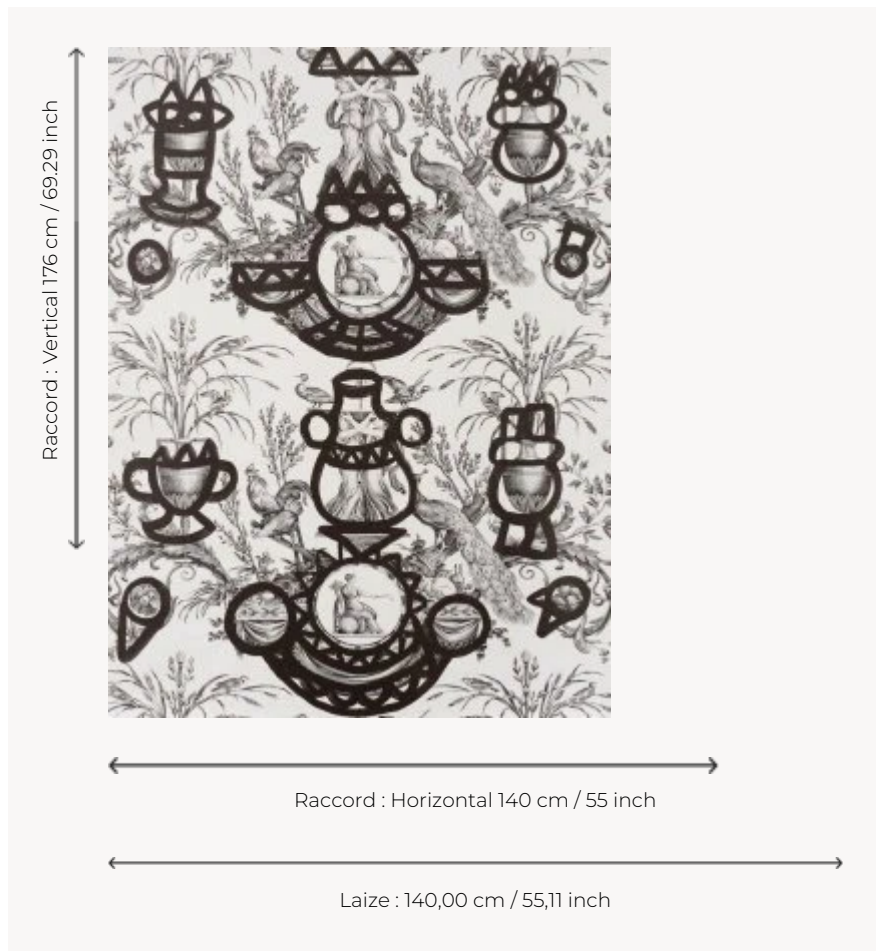 Raccord : Vertical 176 cm / 69.29 inch
Raccord : Horizontal 140 cm / 55 inch
Laize : 140,00 cm / 55,11 inch